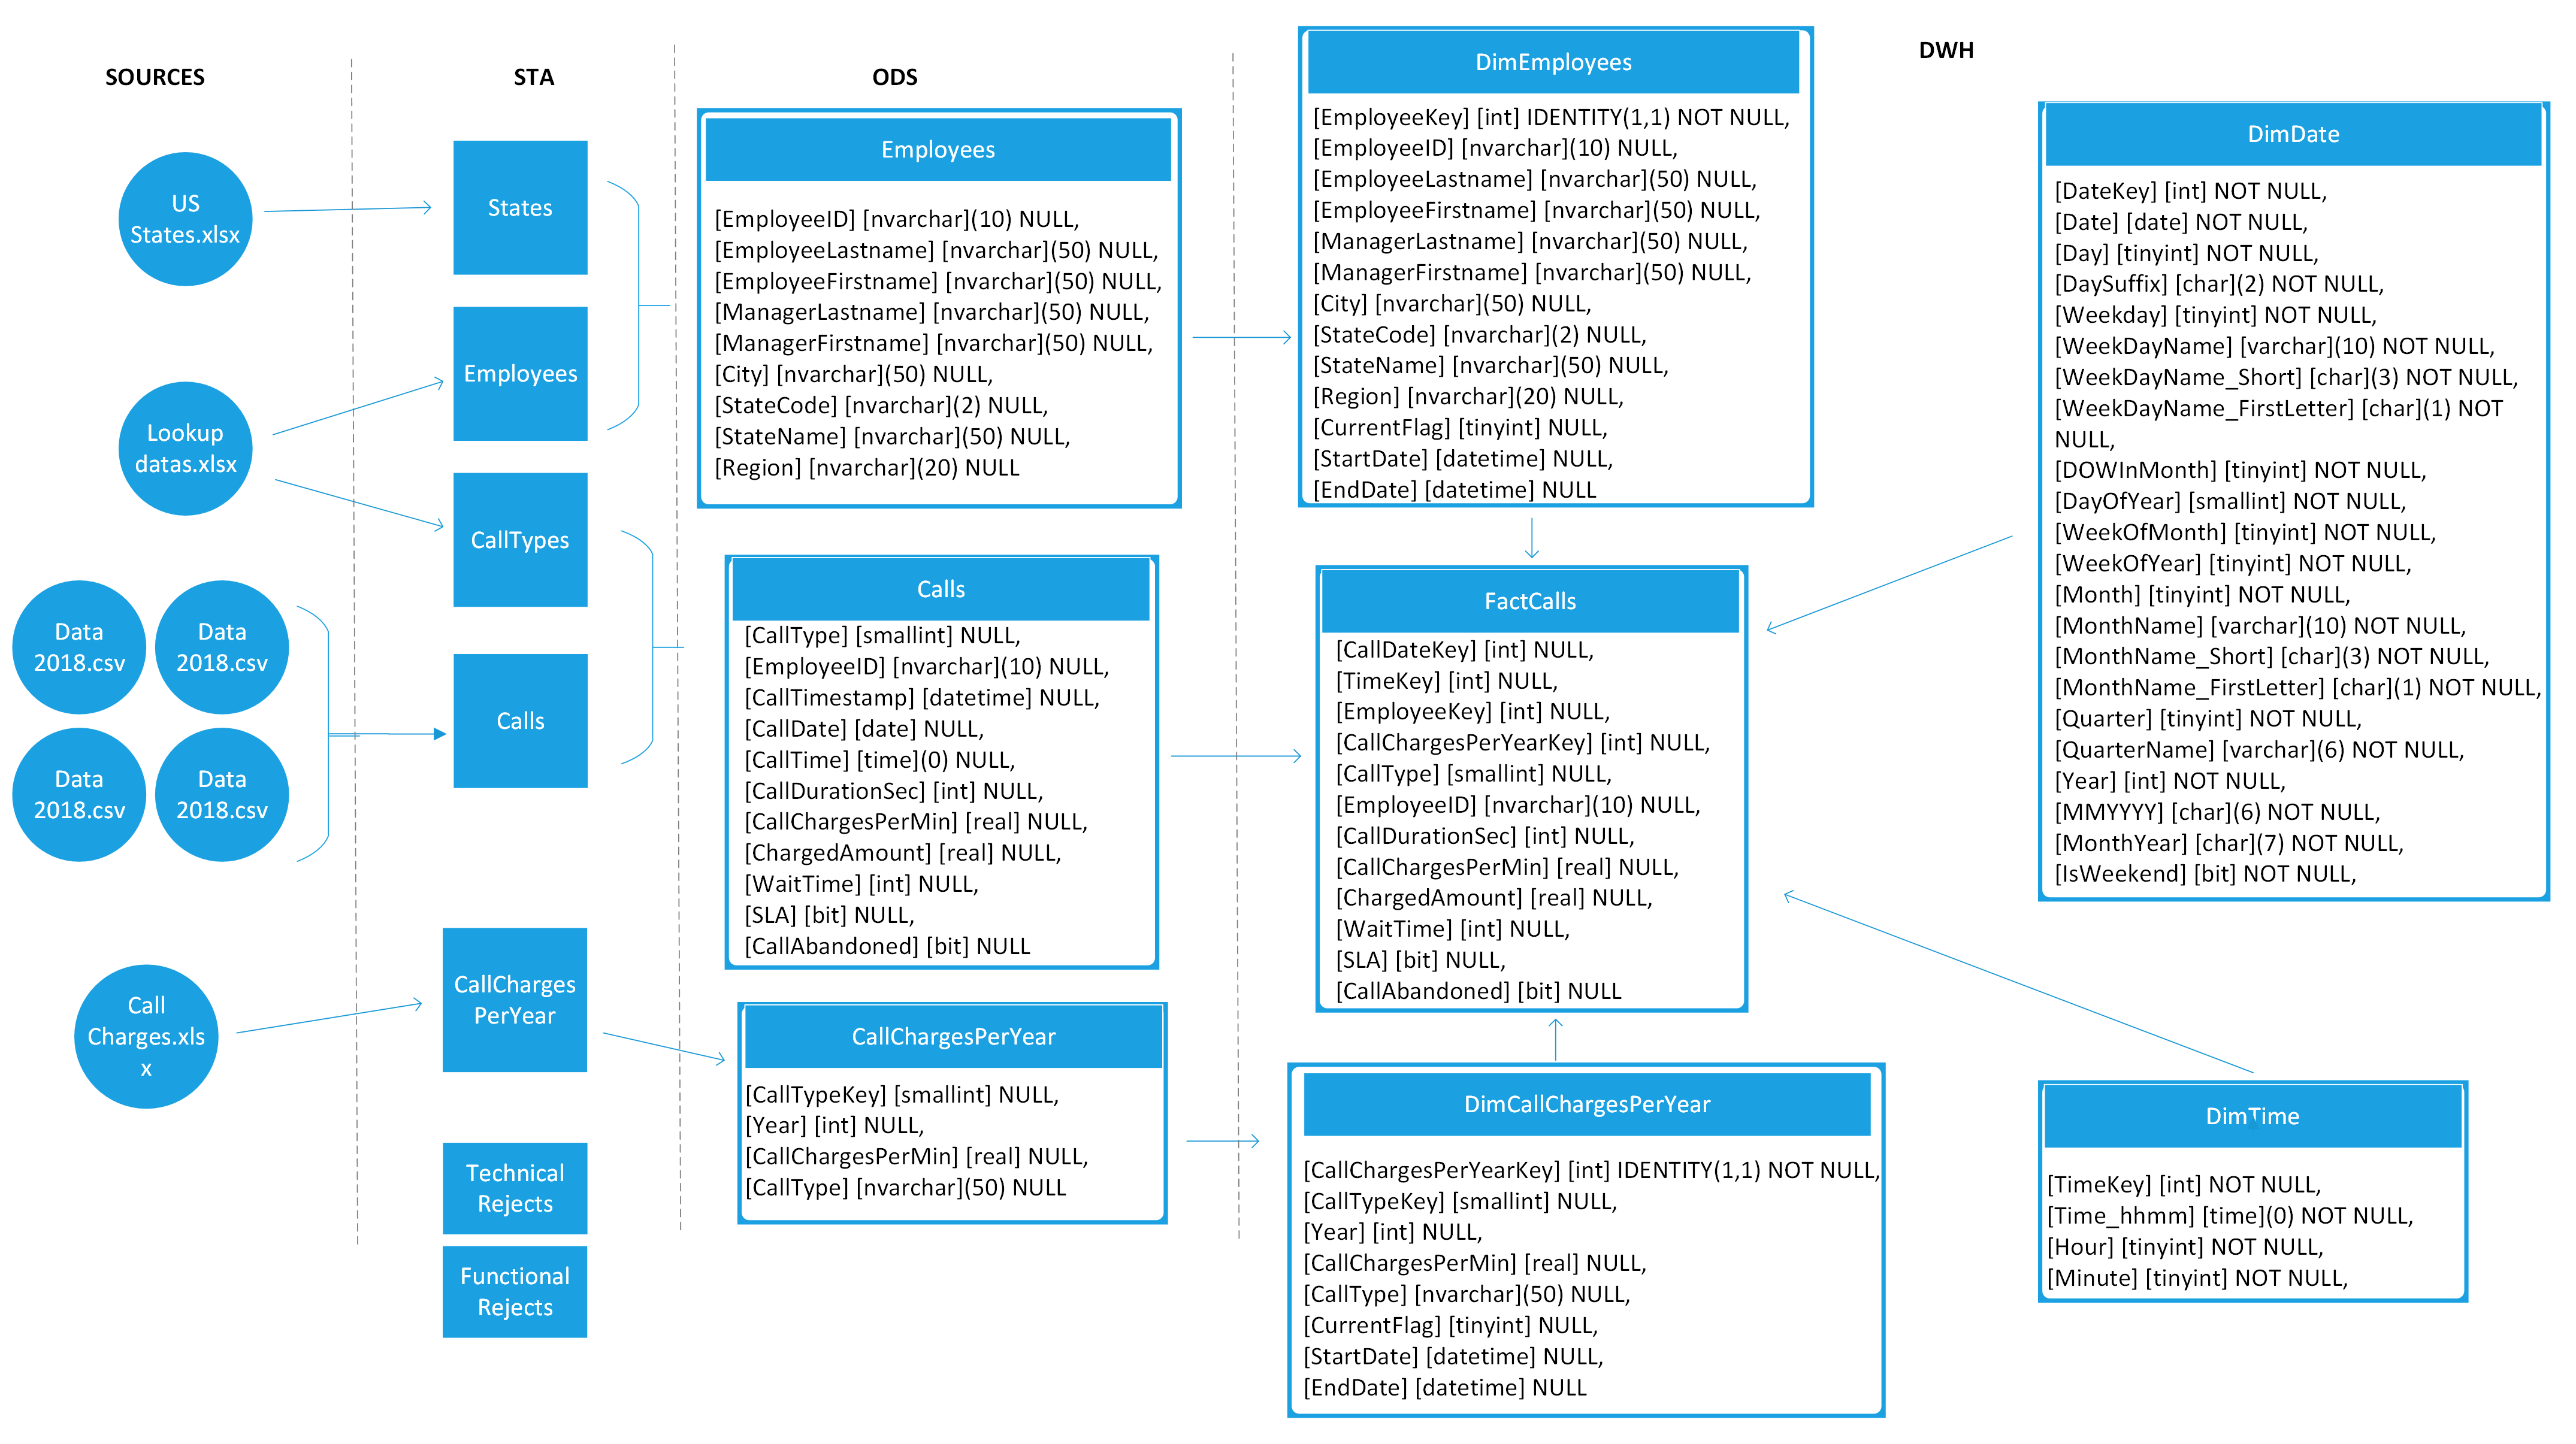 SOURCES
US
States.xlsx
Lookup
datas.xlsx
Data
2018.csv
Data
2018.csv
Data
2018.csv
Data
2018.csv
Call
Charges.xls
x
STA
States
Employees
CallTypes
Calls
CallCharges
PerYear
Technical
Rejects
Functional
Rejects
ODS
Employees
[EmployeeID] [nvarchar](10) NULL,
[EmployeeLastname] [nvarchar](50) NULL,
[EmployeeFirstname] [nvarchar](50) NULL,
[ManagerLastname] [nvarchar](50) NULL,
[ManagerFirstname] [nvarchar](50) NULL,
[City] [nvarchar](50) NULL,
[StateCode] [nvarchar](2) NULL,
[StateName] [nvarchar](50) NULL,
[Region] [nvarchar](20) NULL
Calls
[CallType] [smallint] NULL,
[EmployeeID] [nvarchar](10) NULL,
[CallTimestamp] [datetime] NULL,
[CallDate] [date] NULL,
[CallTime] [time](0) NULL,
[CallDurationSec] [int] NULL,
[CallChargesPerMin] [real] NULL,
[ChargedAmount] [real] NULL,
[WaitTime] [int] NULL,
[SLA] [bit] NULL,
[CallAbandoned] [bit] NULL
CallChargesPerYear
[CallTypeKey] [smallint] NULL,
[Year] [int] NULL,
[CallChargesPerMin] [real] NULL,
[CallType] [nvarchar](50) NULL
DWH
DimEmployees
[EmployeeKey] [int] IDENTITY(1,1) NOT NULL,
[EmployeeID] [nvarchar](10) NULL,
[EmployeeLastname] [nvarchar](50) NULL,
[EmployeeFirstname] [nvarchar](50) NULL,
[ManagerLastname] [nvarchar](50) NULL,
[ManagerFirstname] [nvarchar](50) NULL,
[City] [nvarchar](50) NULL,
[StateCode] [nvarchar](2) NULL,
[StateName] [nvarchar](50) NULL,
[Region] [nvarchar](20) NULL,
[CurrentFlag] [tinyint] NULL,
[StartDate] [datetime] NULL,
[EndDate] [datetime] NULL
FactCalls
[CallDateKey] [int] NULL,
[TimeKey] [int] NULL,
[EmployeeKey] [int] NULL,
[CallChargesPerYearKey] [int] NULL,
[CallType] [smallint] NULL,
[EmployeeID] [nvarchar](10) NULL,
[CallDurationSec] [int] NULL,
[CallChargesPerMin] [real] NULL,
[ChargedAmount] [real] NULL,
[WaitTime] [int] NULL,
[SLA] [bit] NULL,
[CallAbandoned] [bit] NULL
DimCallChargesPerYear
[CallChargesPerYearKey] [int] IDENTITY(1,1) NOT NULL,
[CallTypeKey] [smallint] NULL,
[Year] [int] NULL,
[CallChargesPerMin] [real] NULL,
[CallType] [nvarchar](50) NULL,
[CurrentFlag] [tinyint] NULL,
[StartDate] [datetime] NULL,
[EndDate] [datetime] NULL
DimDate
[DateKey] [int] NOT NULL,
[Date] [date] NOT NULL,
[Day] [tinyint] NOT NULL,
[DaySuffix] [char](2) NOT NULL,
[Weekday] [tinyint] NOT NULL,
[WeekDayName] [varchar](10) NOT NULL,
[WeekDayName_Short] [char](3) NOT NULL,
[WeekDayName_FirstLetter] [char](1) NOT
NULL,
[DOWInMonth] [tinyint] NOT NULL,
[DayOfYear] [smallint] NOT NULL,
[WeekOfMonth] [tinyint] NOT NULL,
[WeekOfYear] [tinyint] NOT NULL,
[Month] [tinyint] NOT NULL,
[MonthName] [varchar](10) NOT NULL,
[MonthName_Short] [char](3) NOT NULL,
[MonthName_FirstLetter] [char](1) NOT NULL,
[Quarter] [tinyint] NOT NULL,
[QuarterName] [varchar](6) NOT NULL,
[Year] [int] NOT NULL,
[MMYYYY] [char](6) NOT NULL,
[MonthYear] [char](7) NOT NULL,
[IsWeekend] [bit] NOT NULL,
DimTime
[TimeKey] [int] NOT NULL,
[Time_hhmm] [time](0) NOT NULL,
[Hour] [tinyint] NOT NULL,
[Minute] [tinyint] NOT NULL,